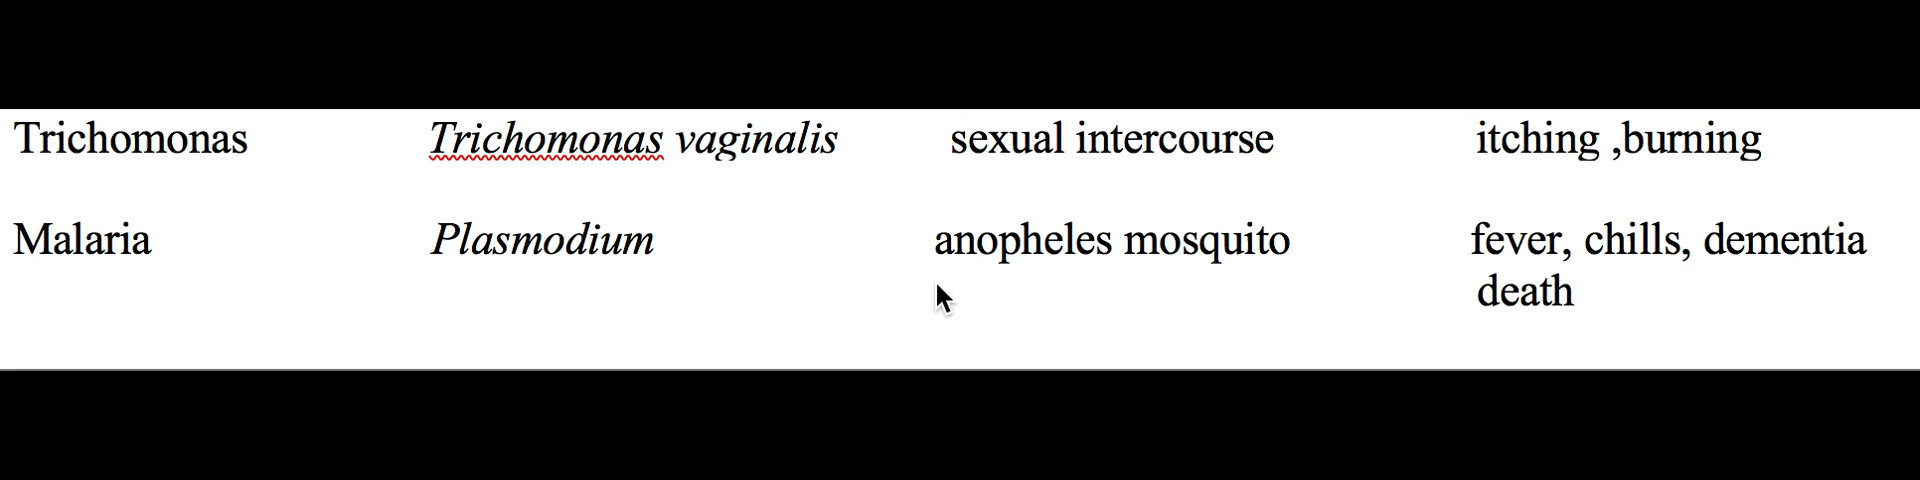 Trichomonas Trichomonas vaginalis sexual intercourse itching ,burning
Malaria Plasmodium anopheles mosquito fever, chills, dementia
death